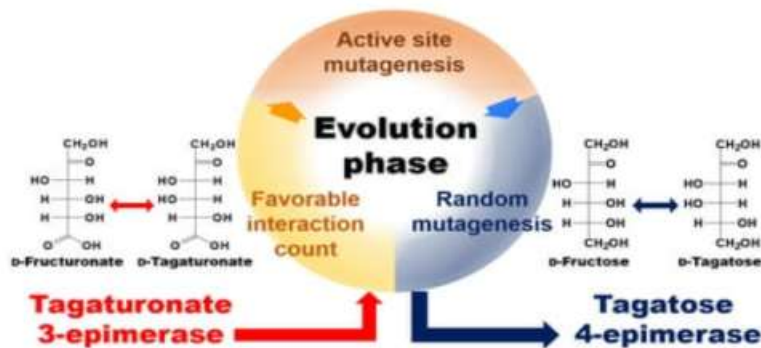 Active site
mutagenesis
Evolution
phase
Favorable
interaction
count
Random
mutagenesis
CH₂OH
O
HO H
H OH
H OH
O OH
D-Fructuronate
CH₂OH
O
HO H
HO H
H OH
O OH
D-Tagaturonate
CH₂OH
O
HO H
H OH
H OH
CH₂OH
D-Fructose
CH₂OH
O
HO H
HO H
H OH
CH₂OH
D-Tagatose
Tagaturonate
3-epimerase
Tagatose
4-epimerase